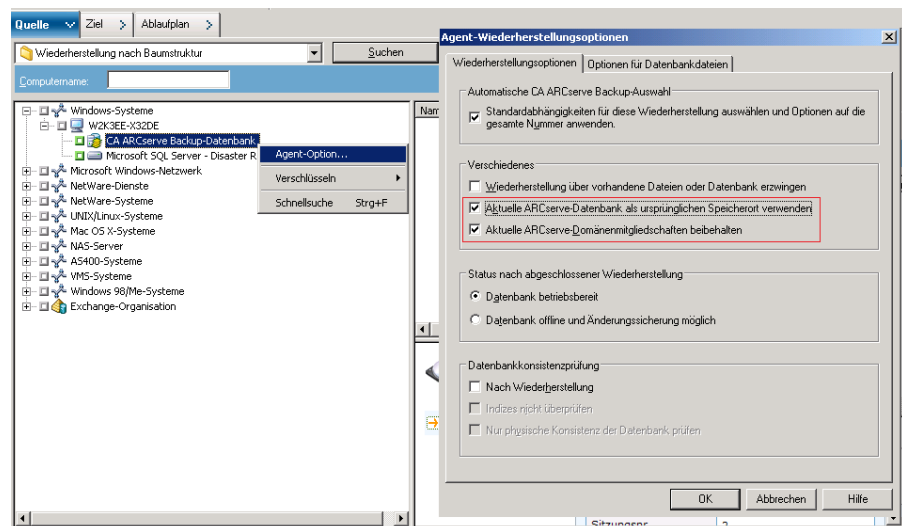 Quelle
Ziel
Ablaufplan
Wiederherstellung nach Baumstruktur
Suchen
Computername:
Windows-Systeme
W2K3EE-X32DE
CA ARCserve Backup-Datenbank
Microsoft SQL Server - Disaster R
Microsoft Windows-Netzwerk
NetWare-Dienste
NetWare-Systeme
UNIX/Linux-Systeme
Mac OS X-Systeme
NAS-Server
AS400-Systeme
VMS-Systeme
Windows 98/Me-Systeme
Exchange-Organisation
Agent-Option...
Verschlüsseln
Schnellsuche Strg+F
Nar
Agent-Wiederherstellungsoptionen
Wiederherstellungsoptionen
Optionen für Datenbankdateien
Automatische CA ARCserve Backup-Auswahl
Standardabhängigkeiten für diese Wiederherstellung auswählen und Optionen auf die
gesamte Nummer anwenden.
Verschiedenes
Wiederherstellung über vorhandene Dateien oder Datenbank erzwingen
Aktuelle ARCserve-Datenbank als ursprünglichen Speicherort verwenden
Aktuelle ARCserve-Domänenmitgliedschaften beibehalten
Status nach abgeschlossener Wiederherstellung
Datenbank betriebsbereit
Datenbank offline und Änderungssicherung möglich
Datenbankkonsistenzprüfung
Nach Wiederherstellung
Indizes nicht überprüfen
Nur physische Konsistenz der Datenbank prüfen
OK
Abbrechen
Hilfe
Sitzungsnr